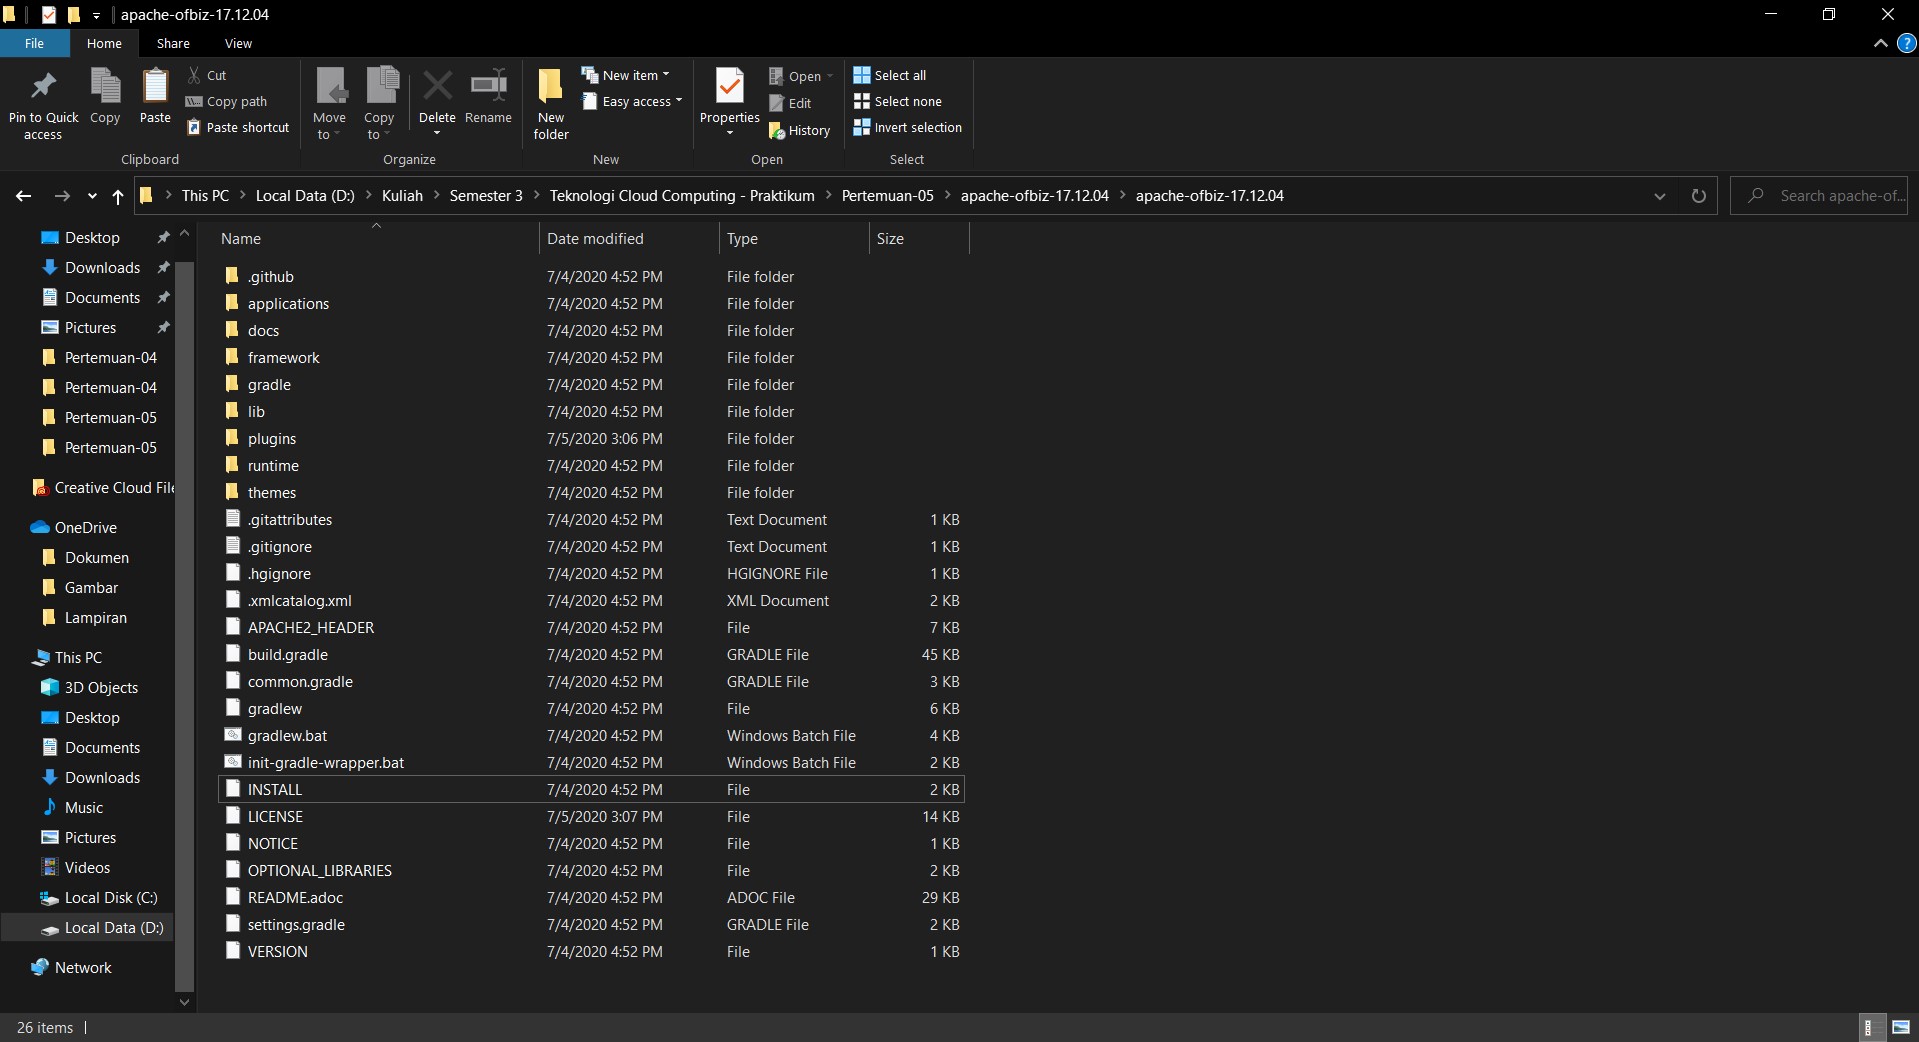 apache-ofbiz-17.12.04
File Home Share View
Pin to Quick access
Copy
Paste
Cut
Copy path
Paste shortcut
Clipboard
Move to
Copy to
Delete
Rename
Organize
New folder
New item
Easy access
New
Properties
Open
Edit
History
Open
Select all
Select none
Invert selection
Select
This PC > Local Data (D:) > Kuliah > Semester 3 > Teknologi Cloud Computing - Praktikum > Pertemuan-05 > apache-ofbiz-17.12.04 > apache-ofbiz-17.12.04
Search apache-of...
Desktop
Downloads
Documents
Pictures
Pertemuan-04
Pertemuan-04
Pertemuan-05
Pertemuan-05
Creative Cloud File
OneDrive
Dokumen
Gambar
Lampiran
This PC
3D Objects
Desktop
Documents
Downloads
Music
Pictures
Videos
Local Disk (C:)
Local Data (D:)
Network
Name Date modified Type Size
.github 7/4/2020 4:52 PM File folder
applications 7/4/2020 4:52 PM File folder
docs 7/4/2020 4:52 PM File folder
framework 7/4/2020 4:52 PM File folder
gradle 7/4/2020 4:52 PM File folder
lib 7/4/2020 4:52 PM File folder
plugins 7/5/2020 3:06 PM File folder
runtime 7/4/2020 4:52 PM File folder
themes 7/4/2020 4:52 PM File folder
.gitattributes 7/4/2020 4:52 PM Text Document 1 KB
.gitignore 7/4/2020 4:52 PM Text Document 1 KB
.hgignore 7/4/2020 4:52 PM HGIGNORE File 1 KB
.xmlcatalog.xml 7/4/2020 4:52 PM XML Document 2 KB
APACHE2_HEADER 7/4/2020 4:52 PM File 7 KB
build.gradle 7/4/2020 4:52 PM GRADLE File 45 KB
common.gradle 7/4/2020 4:52 PM GRADLE File 3 KB
gradlew 7/4/2020 4:52 PM File 6 KB
gradlew.bat 7/4/2020 4:52 PM Windows Batch File 4 KB
init-gradle-wrapper.bat 7/4/2020 4:52 PM Windows Batch File 2 KB
INSTALL 7/4/2020 4:52 PM File 2 KB
LICENSE 7/5/2020 3:07 PM File 14 KB
NOTICE 7/4/2020 4:52 PM File 1 KB
OPTIONAL_LIBRARIES 7/4/2020 4:52 PM File 2 KB
README.adoc 7/4/2020 4:52 PM ADOC File 29 KB
settings.gradle 7/4/2020 4:52 PM GRADLE File 2 KB
VERSION 7/4/2020 4:52 PM File 1 KB
26 items